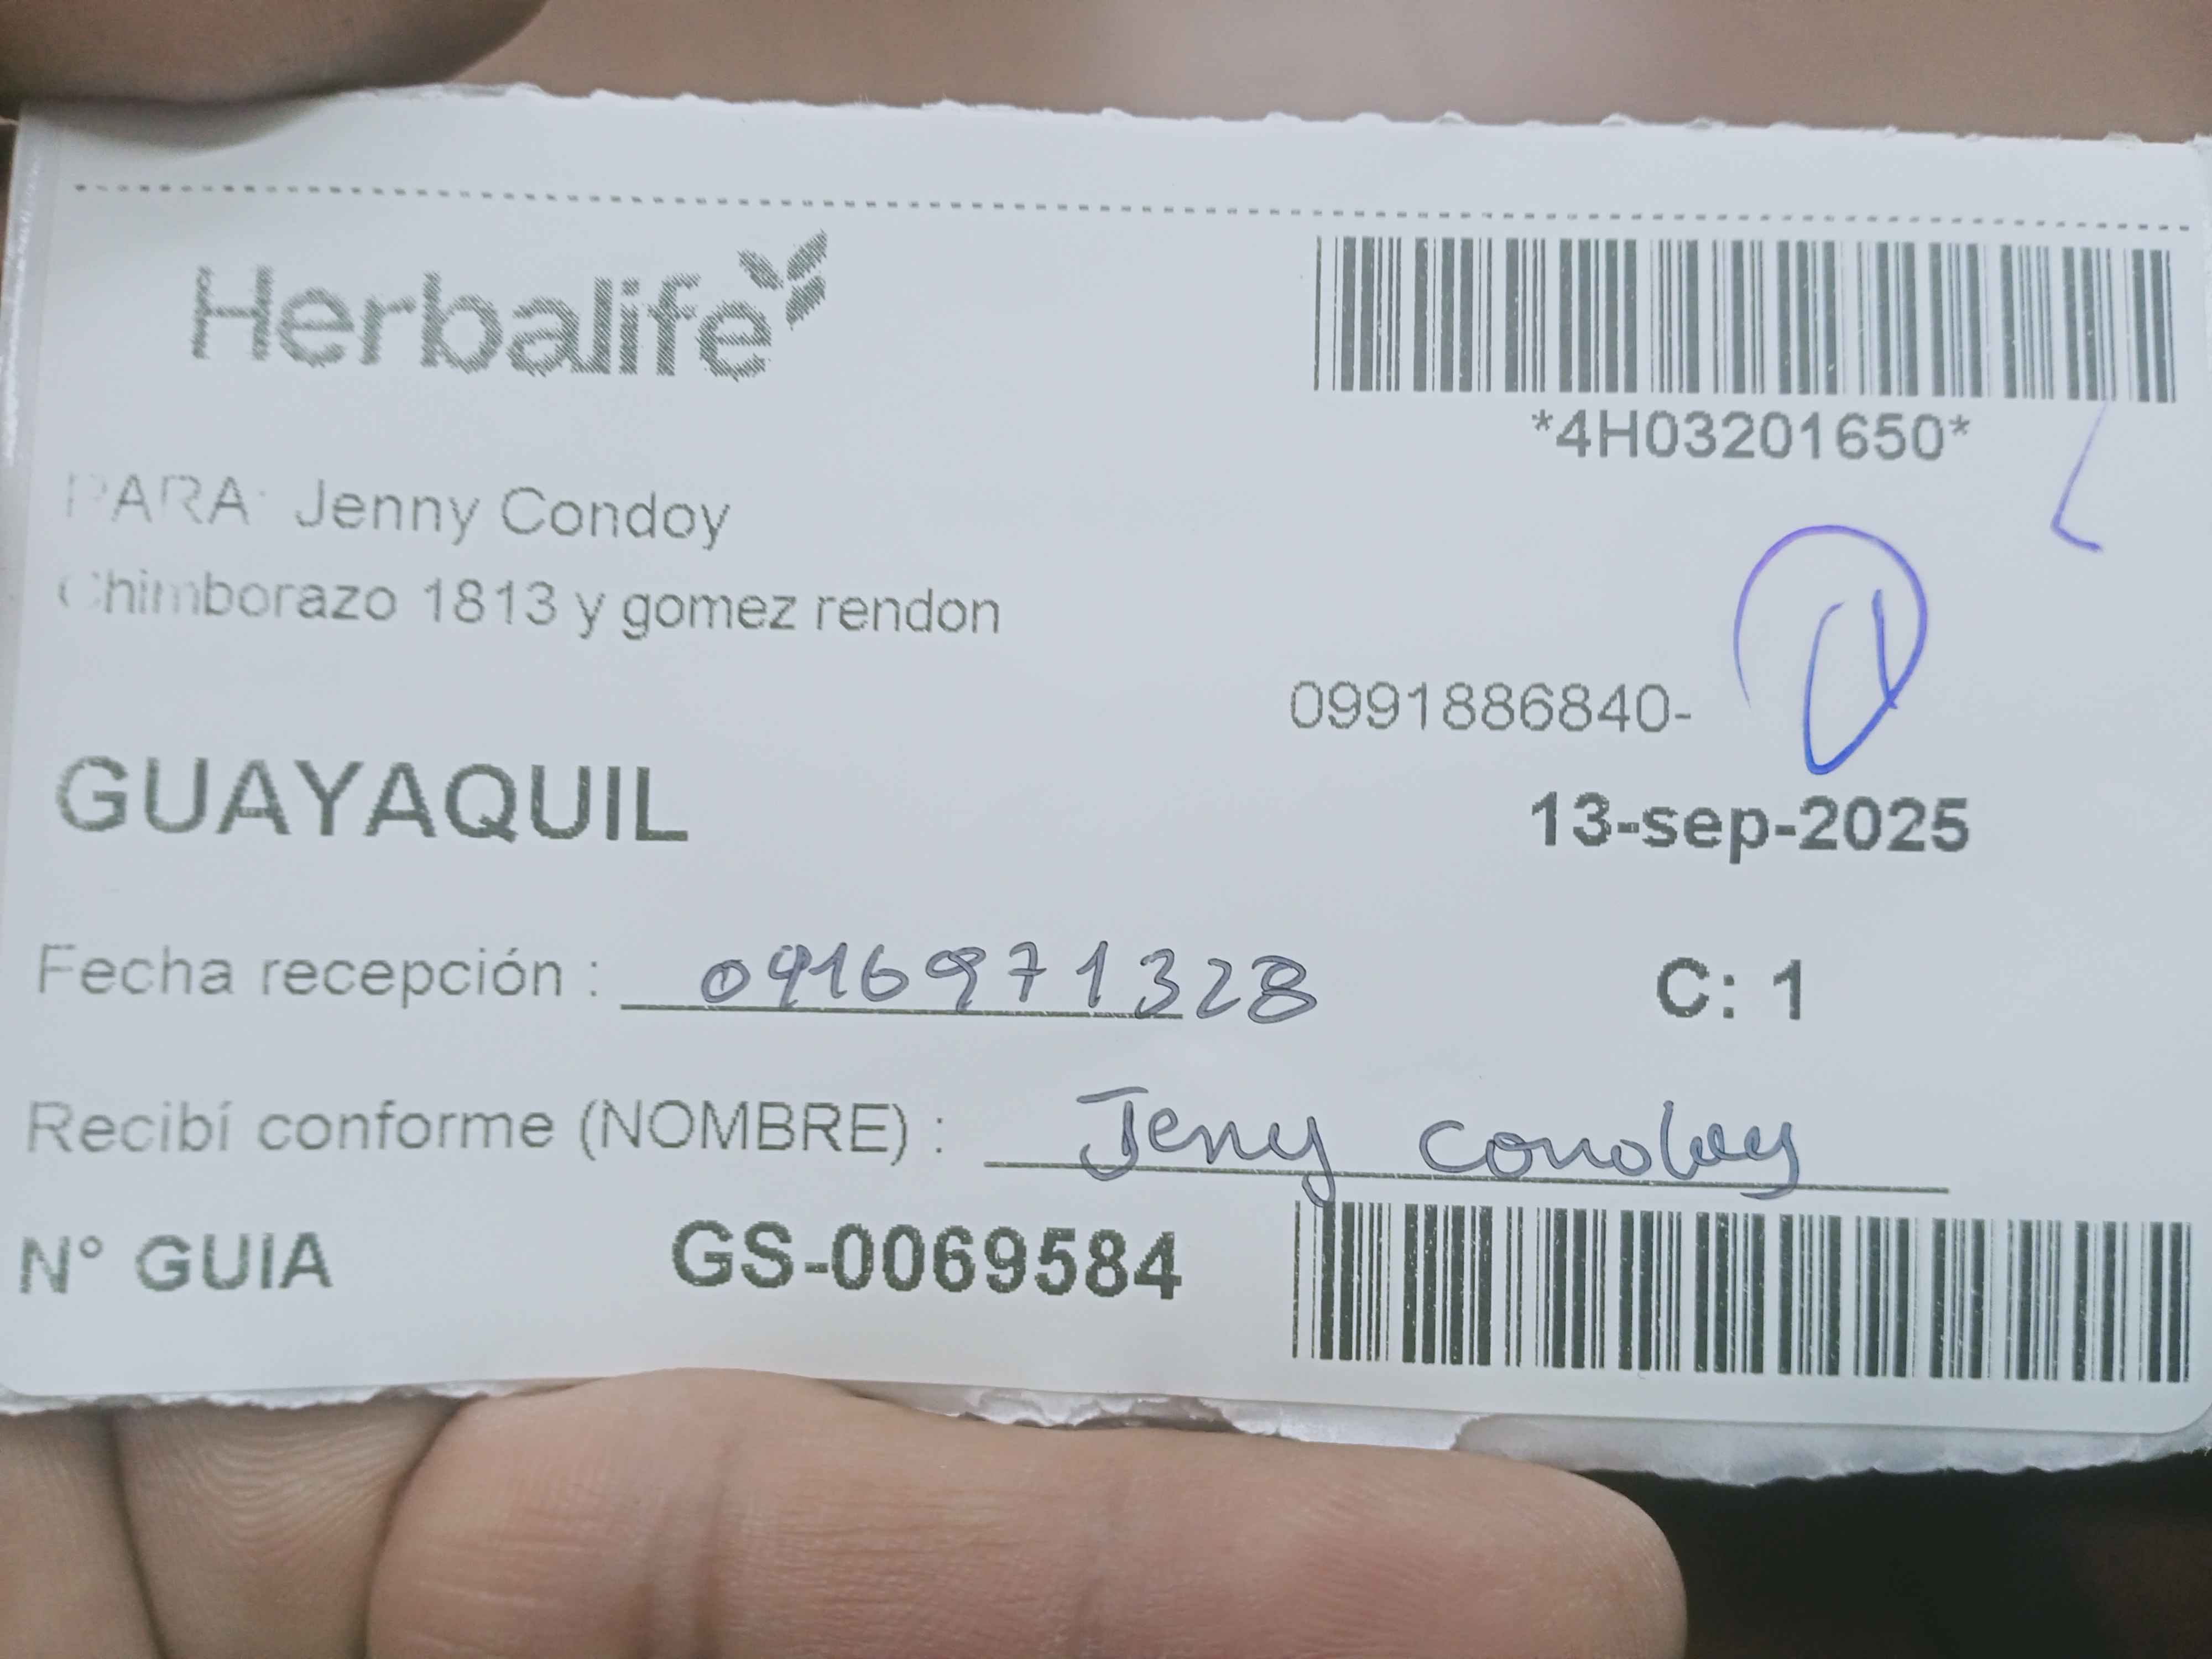 Herbalife
*4H03201650*
PARA: Jenny Condoy
Chimborazo 1813 y gomez rendon
0991886840-
GUAYAQUIL
13-sep-2025
Fecha recepción : 0916971328
C: 1
Recibí conforme (NOMBRE) : Jenny Condoy
N° GUIA GS-0069584